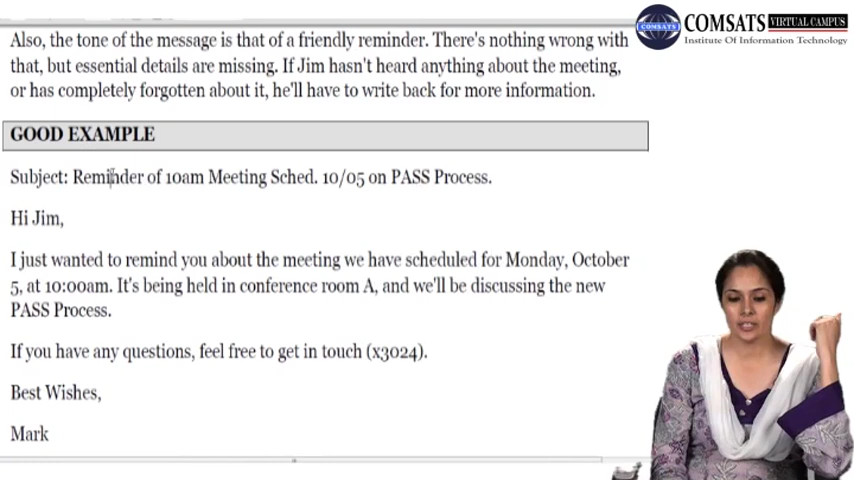 COMSATS VIRTUAL CAMPUS
Institute Of Information Technology
COMSATS
Also, the tone of the message is that of a friendly reminder. There's nothing wrong with
that, but essential details are missing. If Jim hasn't heard anything about the meeting,
or has completely forgotten about it, he'll have to write back for more information.
GOOD EXAMPLE
Subject: Reminder of 10am Meeting Sched. 10/05 on PASS Process.
Hi Jim,
I just wanted to remind you about the meeting we have scheduled for Monday, October
5, at 10:00am. It's being held in conference room A, and we'll be discussing the new
PASS Process.
If you have any questions, feel free to get in touch (x3024).
Best Wishes,
Mark